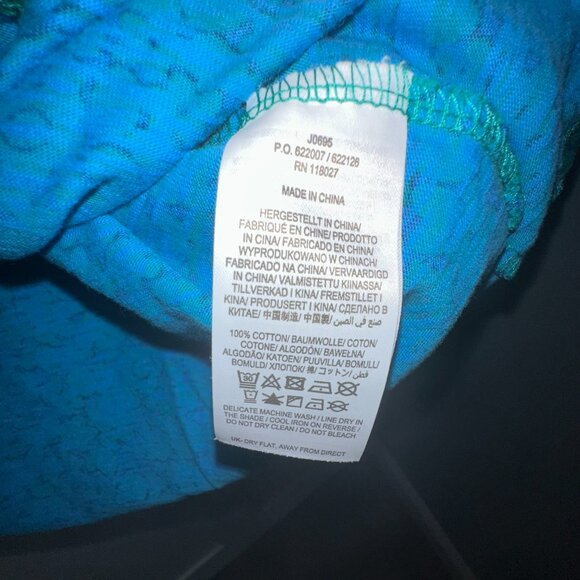 J0695
P.O. 622007 / 622128
RN 118027
MADE IN CHINA
HERGESTELLT IN CHINA/
FABRIQUÉ EN CHINE/ PRODOTTO
IN CINA/ FABRICADO EN CHINA/
WYPRODUKOWANO W CHINACH/
FABRICADO NA CHINA/ VERVAARDIGD
IN CHINA/ VALMISTETTU KIINASSA/
TILLVERKAD I KINA/ FREMSTILLET I
KINA/ PRODUSERT I KINA/ СДЕЛАНО В
КИТАЕ/ 中国制造/ 中国製/ صنع في الصين
100% COTTON/ BAUMWOLLE/ COTON/
COTONE/ ALGODÓN/ BAWEŁNA/
ALGODÃO/ KATOEN/ PUUVILLA/ BOMULL/
BOMULD/ ХЛОПОК/ 棉/ コットン/ قطن
30
DELICATE MACHINE WASH / LINE DRY IN
THE SHADE / COOL IRON ON REVERSE /
DO NOT DRY CLEAN / DO NOT BLEACH
UK- DRY FLAT, AWAY FROM DIRECT